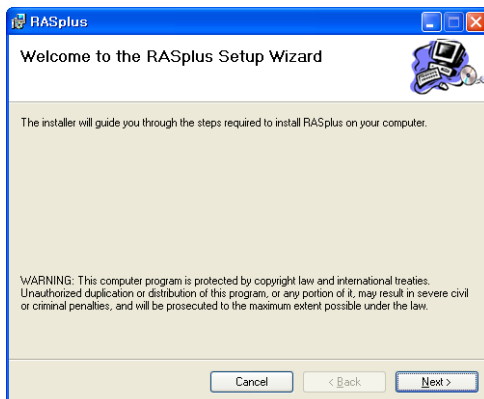 RASplus
Welcome to the RASplus Setup Wizard
The installer will guide you through the steps required to install RASplus on your computer.
WARNING: This computer program is protected by copyright law and international treaties.
Unauthorized duplication or distribution of this program, or any portion of it, may result in severe civil
or criminal penalties, and will be prosecuted to the maximum extent possible under the law.
Cancel
< Back
Next >